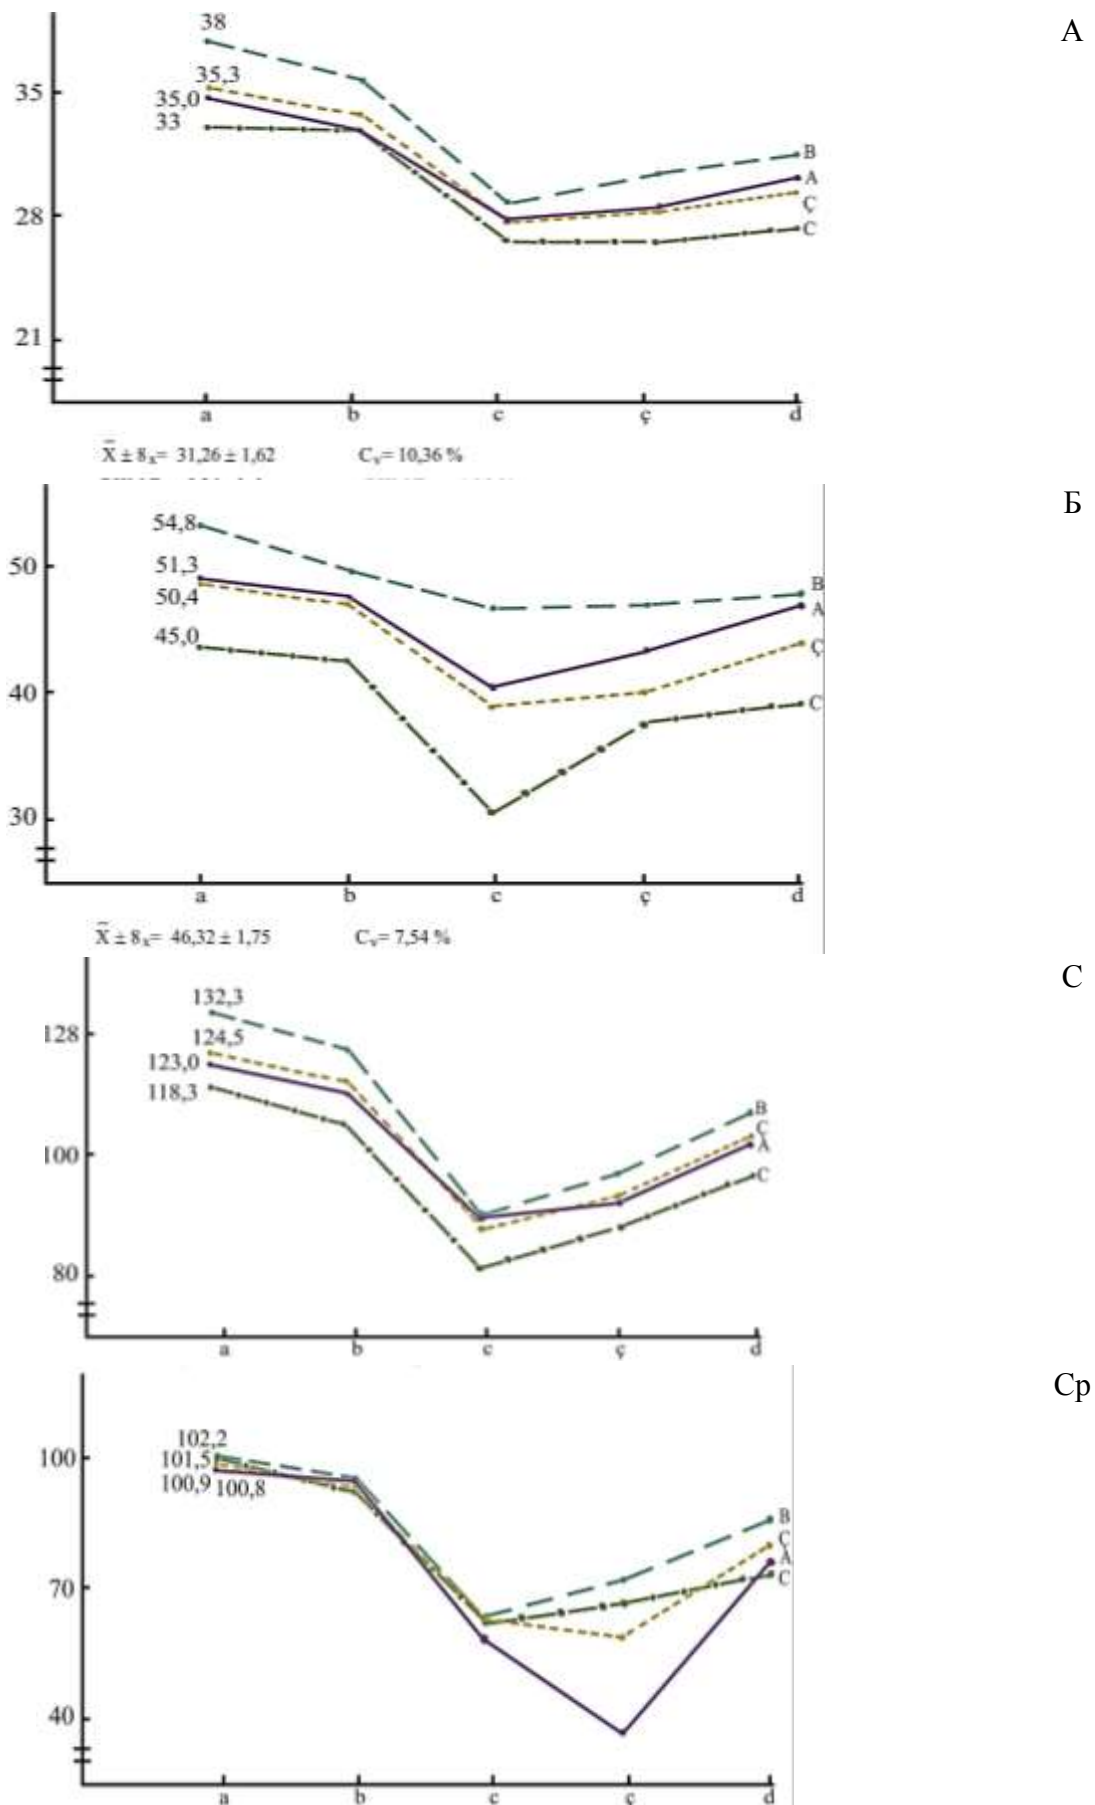 А
38
35,3
35
35,0
33
B
A
Ç
C
28
21
a b c ç d
X̄ ± 8ₓ= 31,26 ± 1,62 Cᵥ= 10,36 %
Б
54,8
51,3
50
50,4
45,0
B
A
Ç
C
40
30
a b c ç d
X̄ ± 8ₓ= 46,32 ± 1,75 Cᵥ= 7,54 %
С
132,3
128
124,5
123,0
118,3
B
Ç
A
C
100
80
a b c ç d
Ср
102,2
100
101,5
100,9 100,8
B
Ç
A
C
70
40
a b c ç d